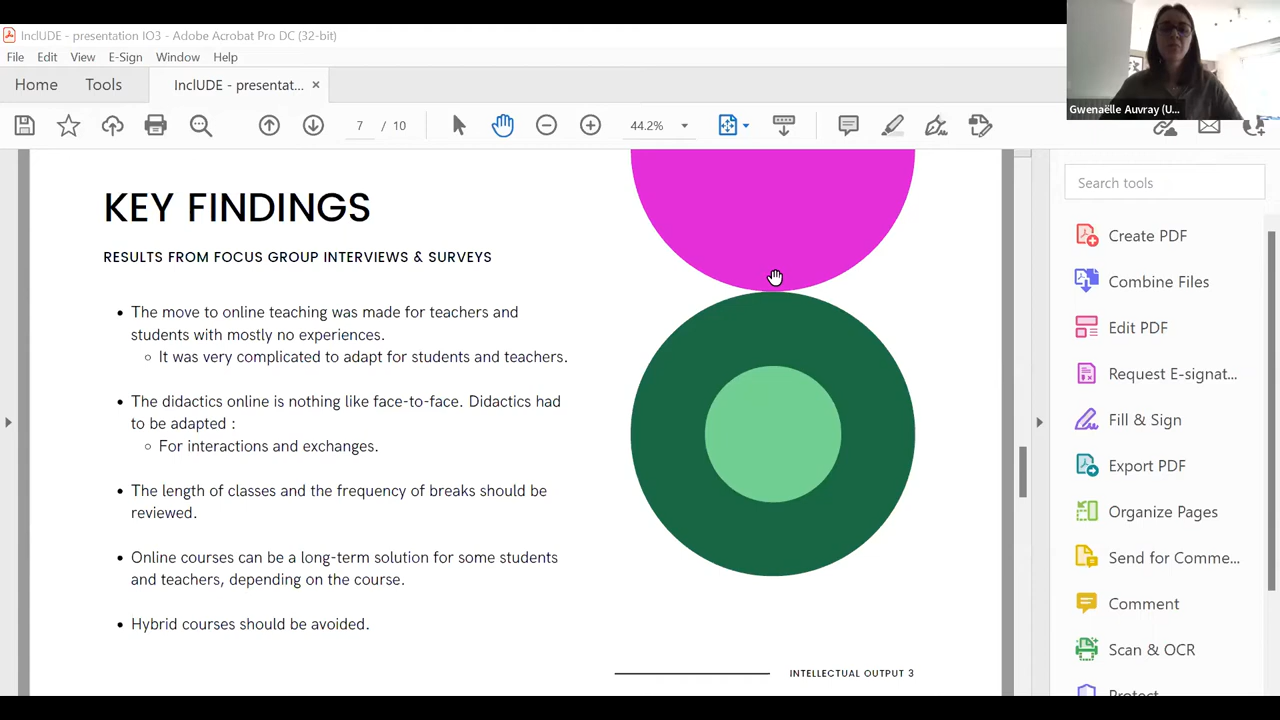 InclUDE - presentation IO3 - Adobe Acrobat Pro DC (32-bit)
File Edit View E-Sign Window Help
Home Tools InclUDE - presentat... ×
7 / 10 44.2%
Gwenaëlle Auvray (U...
KEY FINDINGS
RESULTS FROM FOCUS GROUP INTERVIEWS & SURVEYS
• The move to online teaching was made for teachers and
students with mostly no experiences.
◦ It was very complicated to adapt for students and teachers.
• The didactics online is nothing like face-to-face. Didactics had
to be adapted :
◦ For interactions and exchanges.
• The length of classes and the frequency of breaks should be
reviewed.
• Online courses can be a long-term solution for some students
and teachers, depending on the course.
• Hybrid courses should be avoided.
INTELLECTUAL OUTPUT 3
Search tools
Create PDF
Combine Files
Edit PDF
Request E-signat...
Fill & Sign
Export PDF
Organize Pages
Send for Comme...
Comment
Scan & OCR
Protect